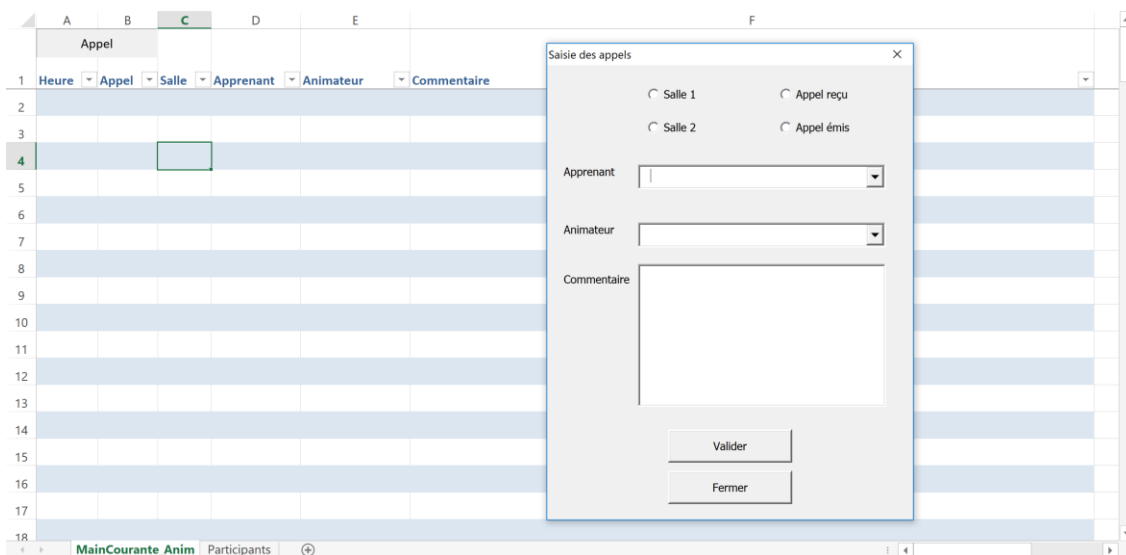 A B C D E F
Appel
Saisie des appels
1 Heure Appel Salle Apprenant Animateur Commentaire
Salle 1 Appel reçu
2
Salle 2 Appel émis
3
4
Apprenant
5
6
Animateur
7
8
Commentaire
9
10
11
12
13
14
Valider
15
16
Fermer
17
18
MainCourante Anim Participants